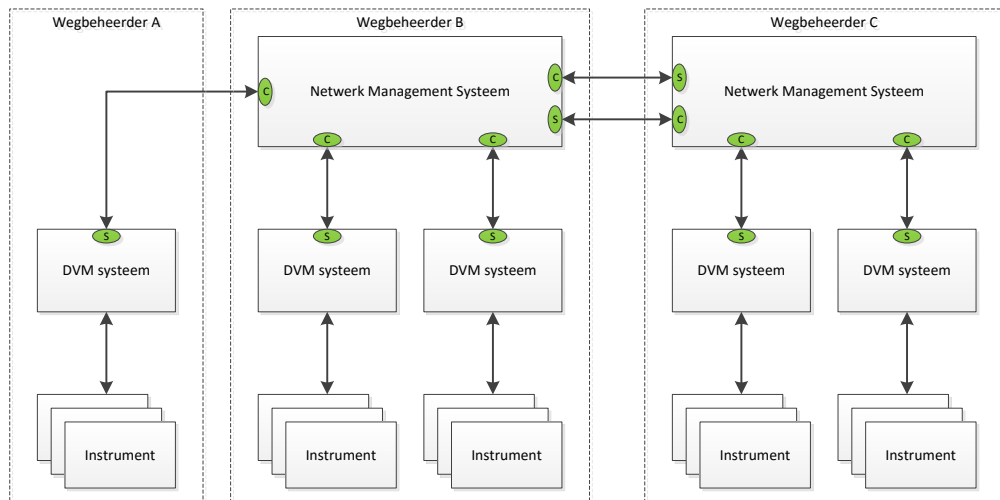 Wegbeheerder A
Wegbeheerder B
Wegbeheerder C
Netwerk Management Systeem
Netwerk Management Systeem
C
C
S
C
S
C
C
C
C
C
S
S
S
S
S
DVM systeem
DVM systeem
DVM systeem
DVM systeem
DVM systeem
Instrument
Instrument
Instrument
Instrument
Instrument